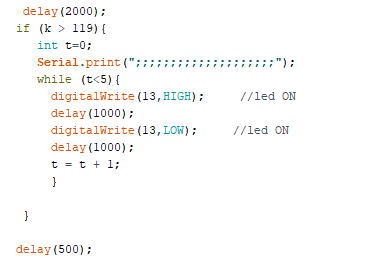 delay(2000);
if (k > 119){
int t=0;
Serial.print(";;;;;;;;;;;;;;;;;;;;");
while (t<5){
digitalWrite(13,HIGH);     //led ON
delay(1000);
digitalWrite(13,LOW);     //led ON
delay(1000);
t = t + 1;
}
}
delay(500);